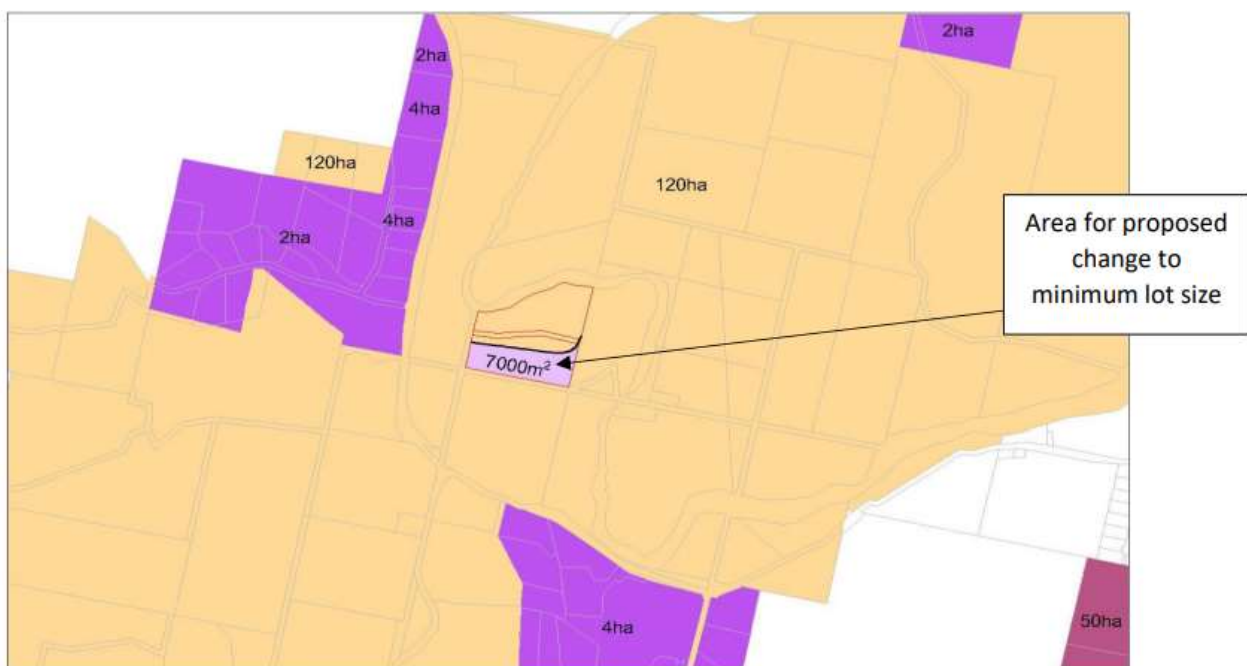 2ha
2ha
4ha
120ha
120ha
4ha
2ha
Area for proposed
change to
minimum lot size
7000m²
50ha
4ha